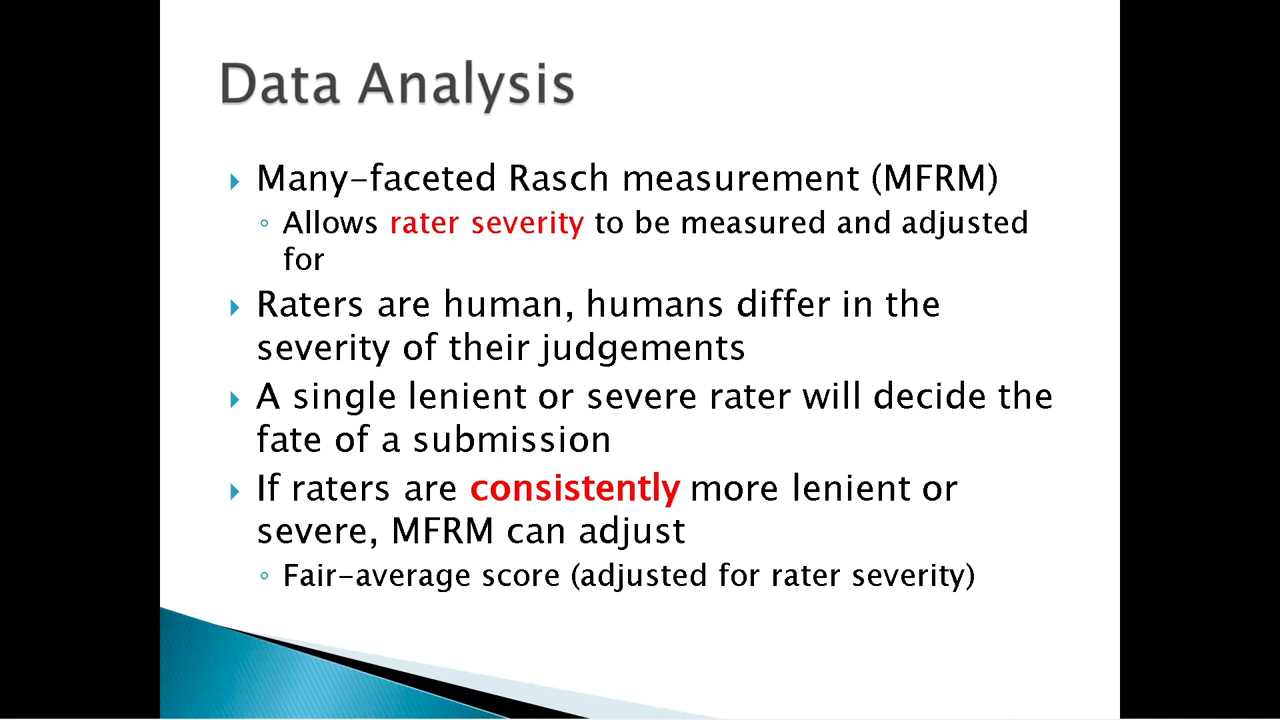 Data Analysis
Many-faceted Rasch measurement (MFRM)
Allows rater severity to be measured and adjusted
for
Raters are human, humans differ in the
severity of their judgements
A single lenient or severe rater will decide the
fate of a submission
If raters are consistently more lenient or
severe, MFRM can adjust
Fair-average score (adjusted for rater severity)